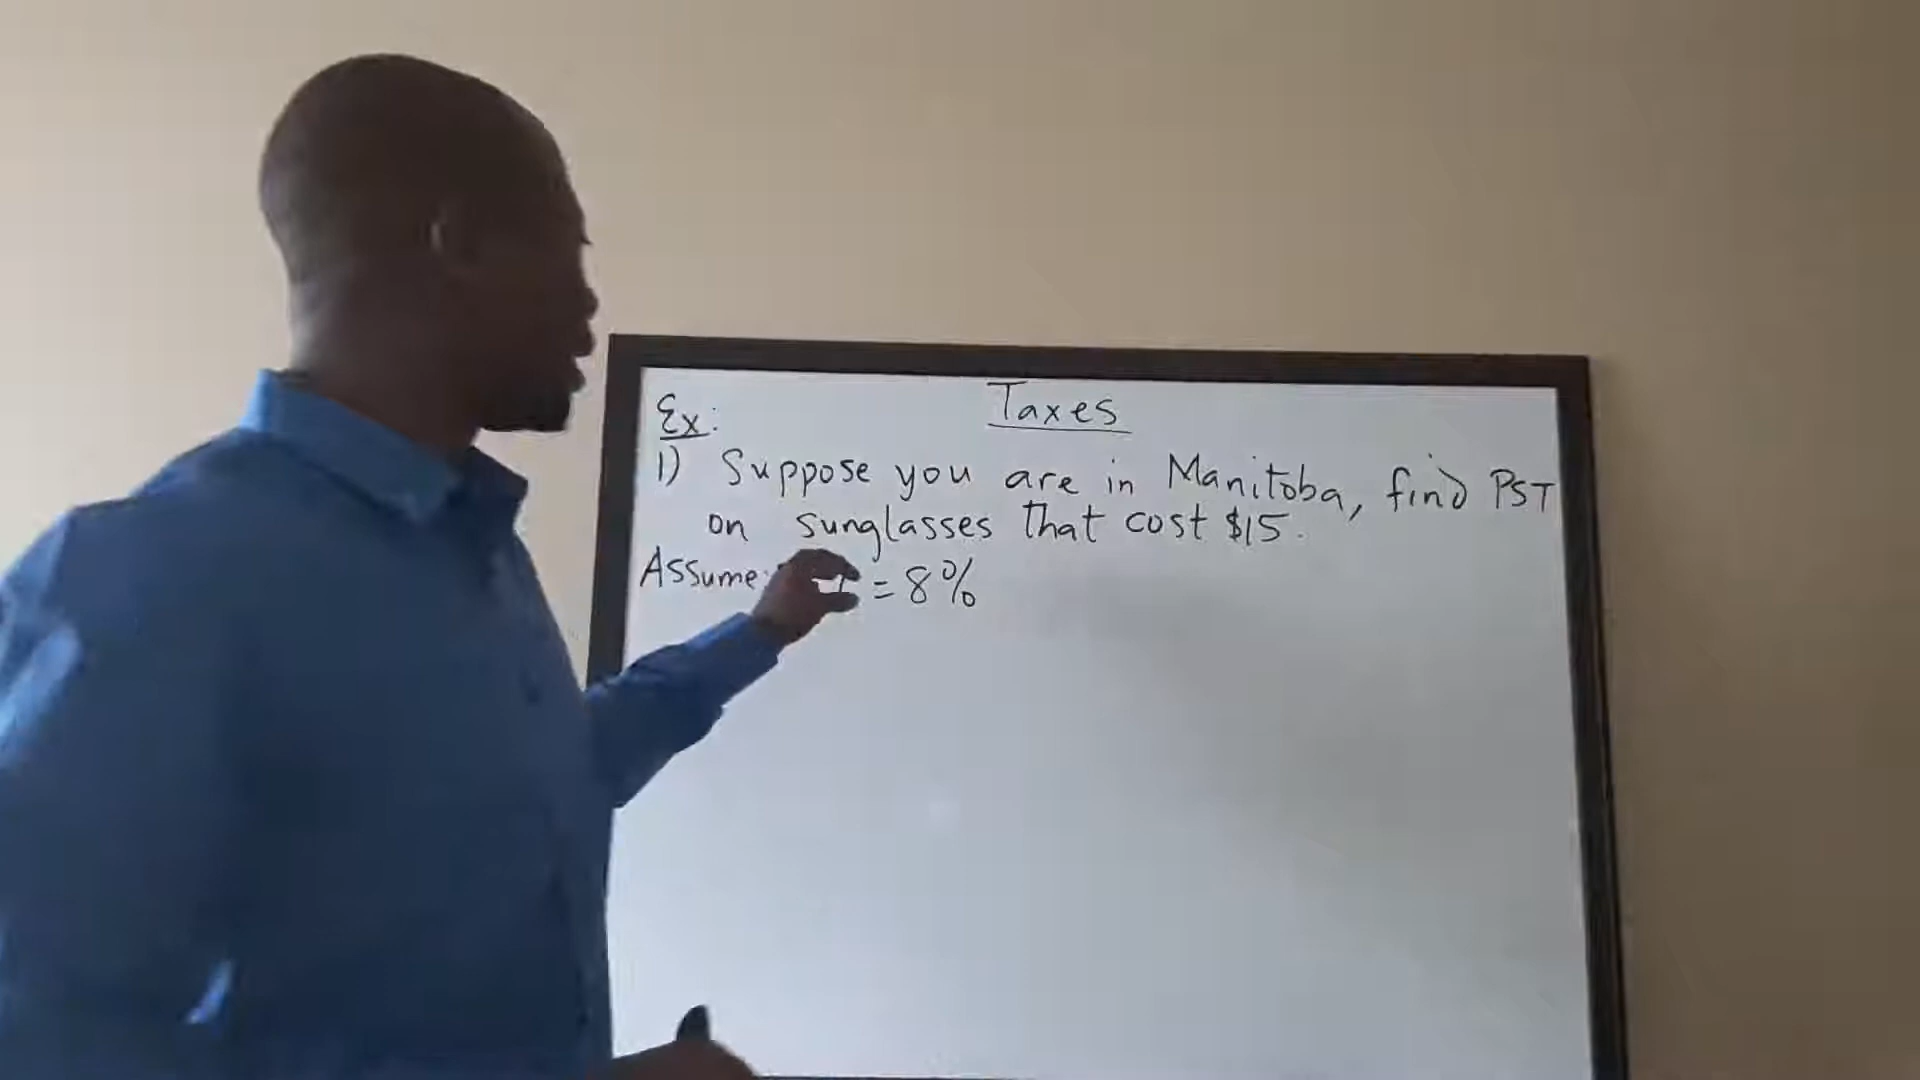 Taxes
Ex:
1) Suppose you are in Manitoba, find PST
on sunglasses that cost $15.
Assume: = 8%